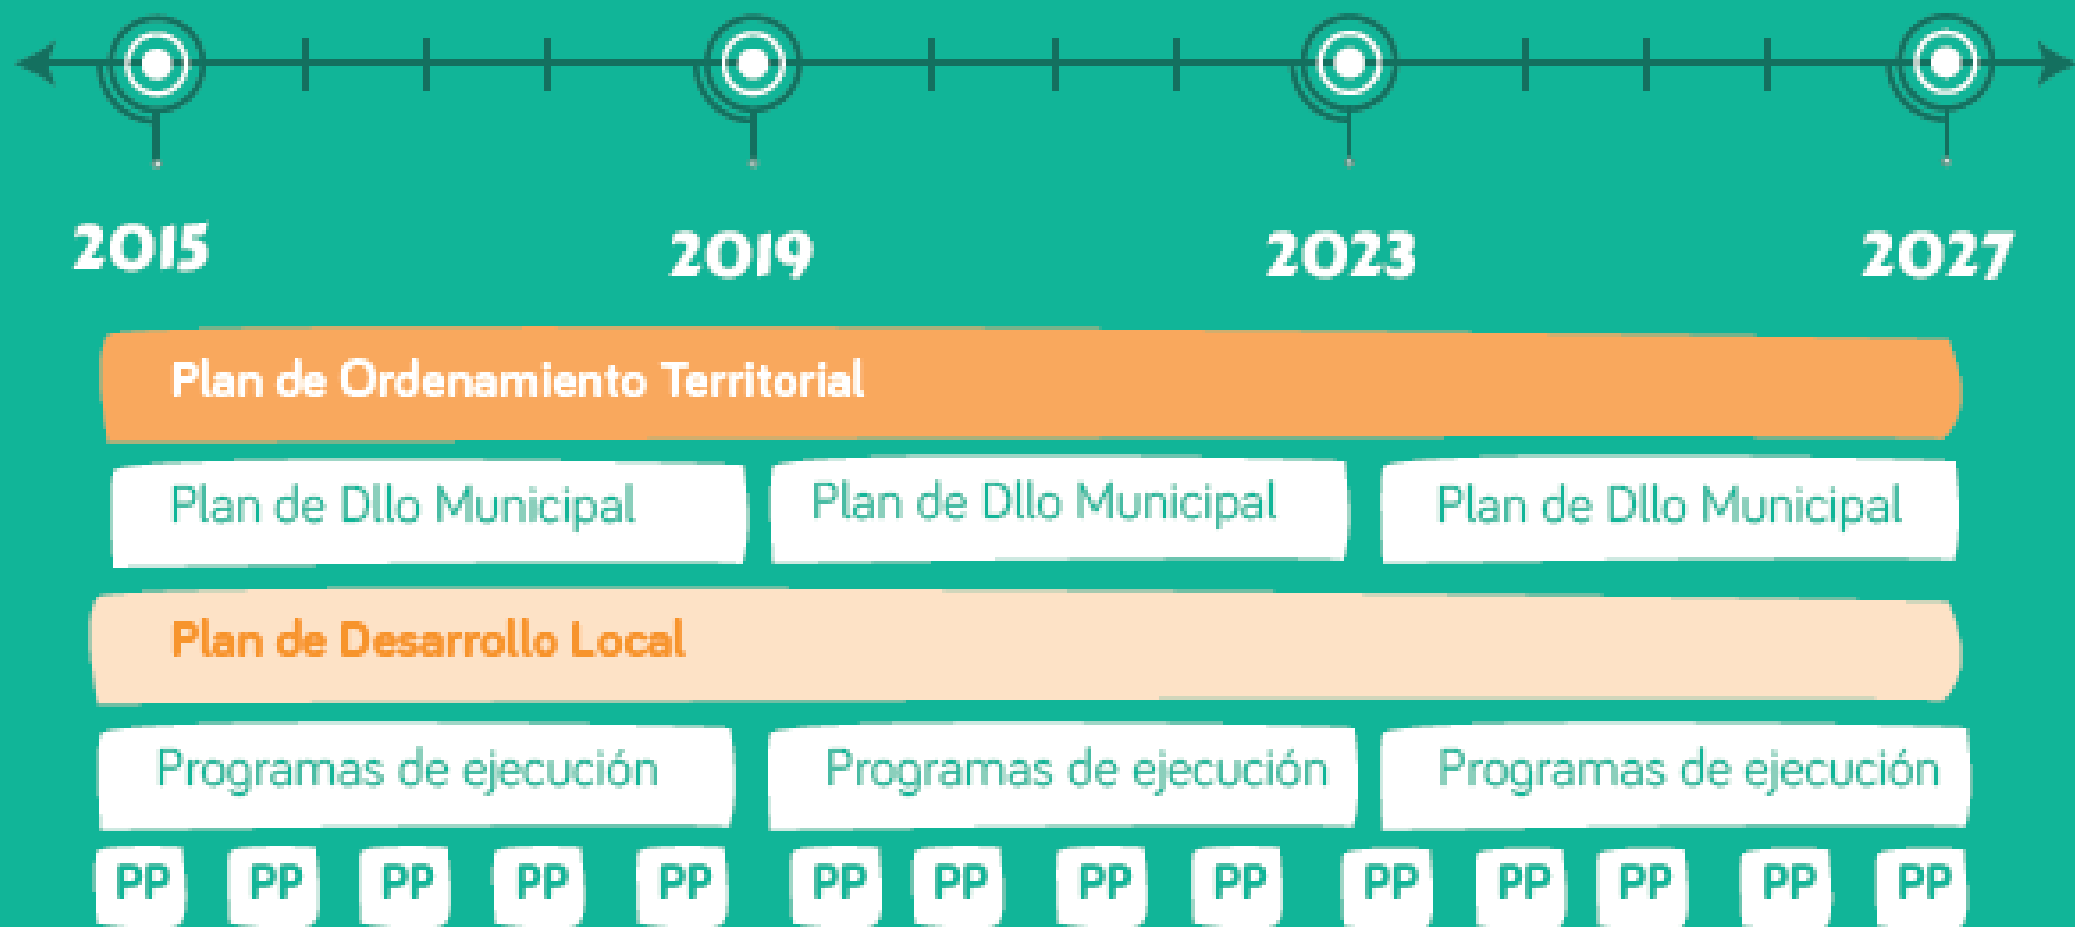 2015 2019 2023 2027
Plan de Ordenamiento Territorial
Plan de Dllo Municipal Plan de Dllo Municipal Plan de Dllo Municipal
Plan de Desarrollo Local
Programas de ejecución Programas de ejecución Programas de ejecución
PP PP PP PP PP PP PP PP PP PP PP PP PP PP